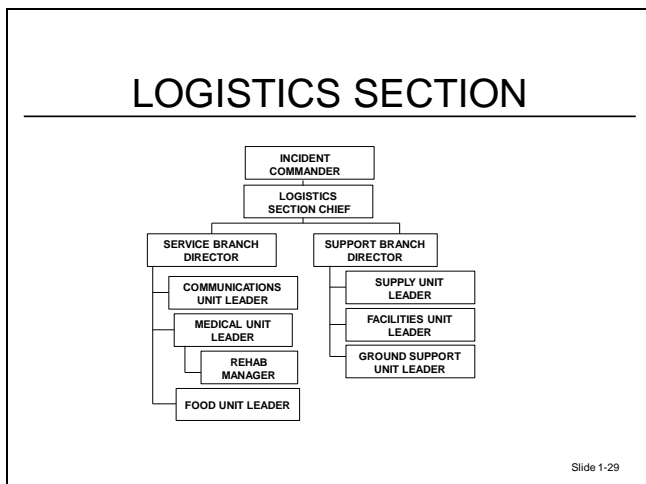 LOGISTICS SECTION
INCIDENT
COMMANDER
LOGISTICS
SECTION CHIEF
SERVICE BRANCH
DIRECTOR
COMMUNICATIONS
UNIT LEADER
MEDICAL UNIT
LEADER
REHAB
MANAGER
FOOD UNIT LEADER
SUPPORT BRANCH
DIRECTOR
SUPPLY UNIT
LEADER
FACILITIES UNIT
LEADER
GROUND SUPPORT
UNIT LEADER
Slide 1-29